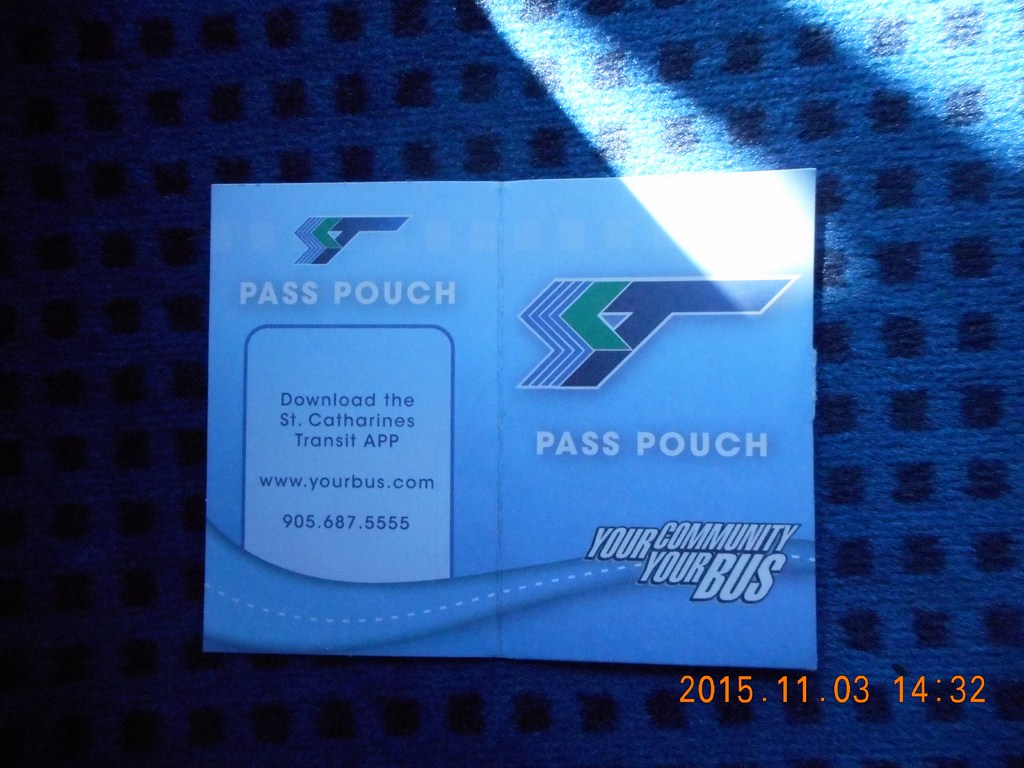 PASS POUCH
Download the
St. Catharines
Transit APP
www.yourbus.com
905.687.5555
ST
PASS POUCH
YOUR COMMUNITY
YOUR BUS
2015.11.03 14:32